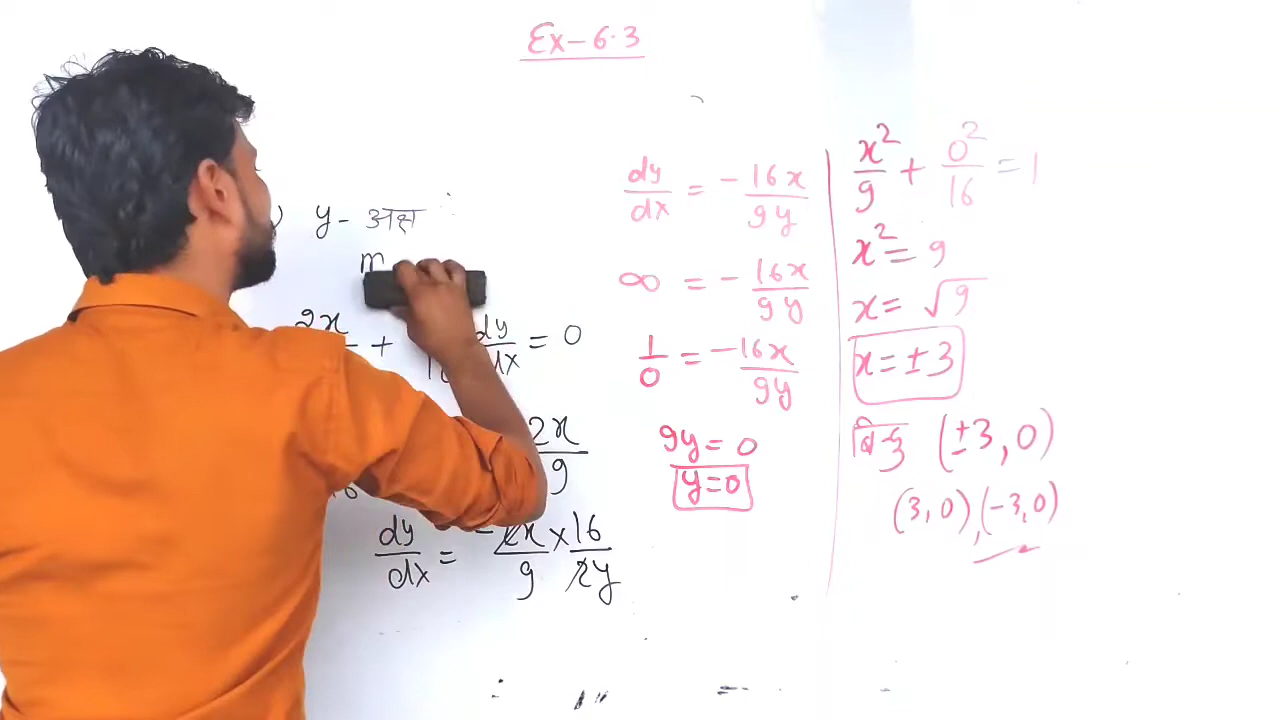 Ex-6.3
y- अक्ष
m
2x + dy/dx = 0
2x/9
dy/dx = -2x/9 × 16/2y
dy/dx = -16x/9y
∞ = -16x/9y
1/0 = -16x/9y
9y = 0
y=0
x²/9 + 0²/16 = 1
x² = 9
x = √9
x = ±3
बिन्दु (±3, 0)
(3, 0), (-3, 0)